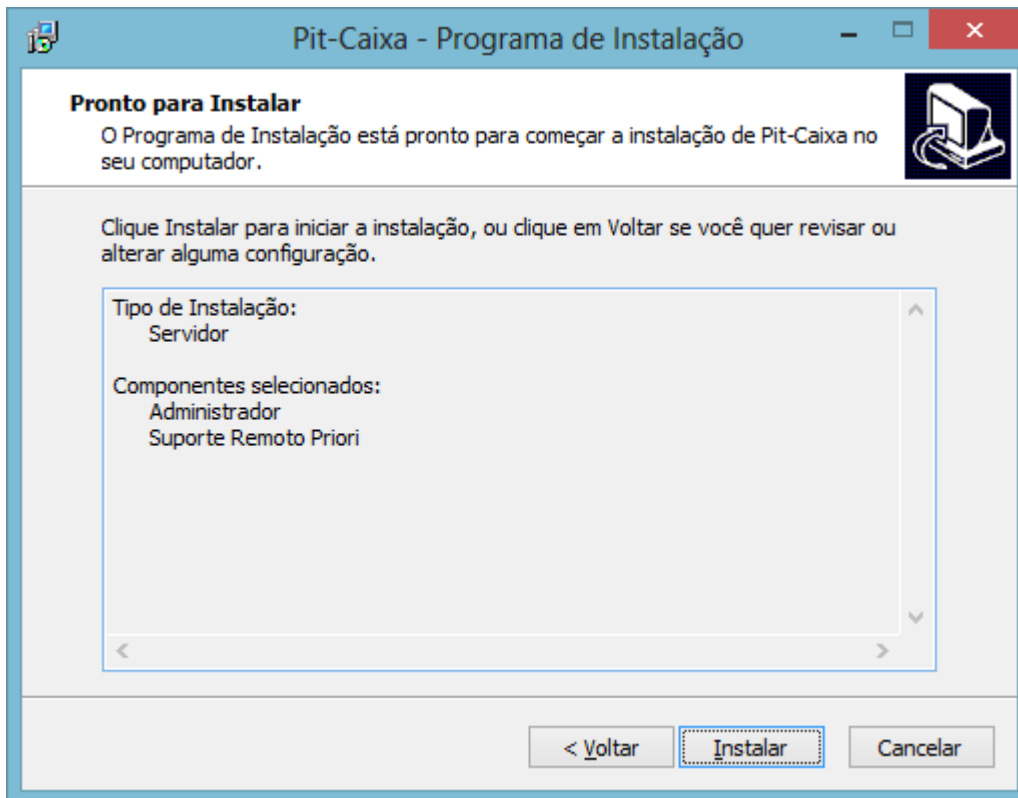 Pit-Caixa - Programa de Instalação
Pronto para Instalar
O Programa de Instalação está pronto para começar a instalação de Pit-Caixa no
seu computador.
Clique Instalar para iniciar a instalação, ou clique em Voltar se você quer revisar ou
alterar alguma configuração.
Tipo de Instalação:
Servidor
Componentes selecionados:
Administrador
Suporte Remoto Priori
< Voltar
Instalar
Cancelar